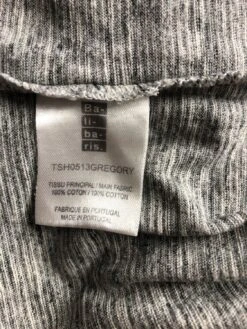 Ba-
li-
ba-
ris.
TSH0513GREGORY
TISSU PRINCIPAL / MAIN FABRIC
100% COTON / 100% COTTON
FABRIQUE EN PORTUGAL
MADE IN PORTUGAL